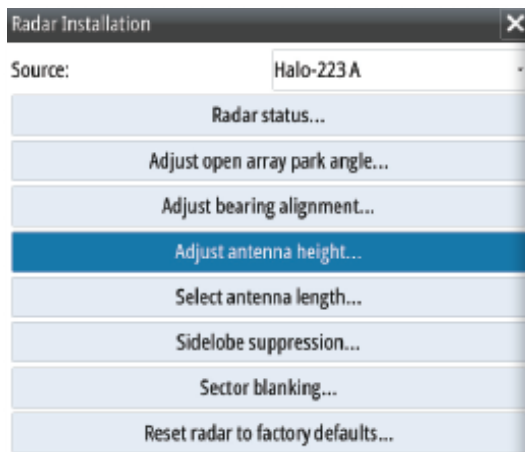 Radar Installation
Source: Halo-223 A
Radar status...
Adjust open array park angle...
Adjust bearing alignment...
Adjust antenna height...
Select antenna length...
Sidelobe suppression...
Sector blanking...
Reset radar to factory defaults...